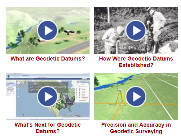 What are Geodetic Datums?
How Were Geodetic Datums
Established?
What's Next for Geodetic
Datums?
Precision and Accuracy in
Geodetic Surveying